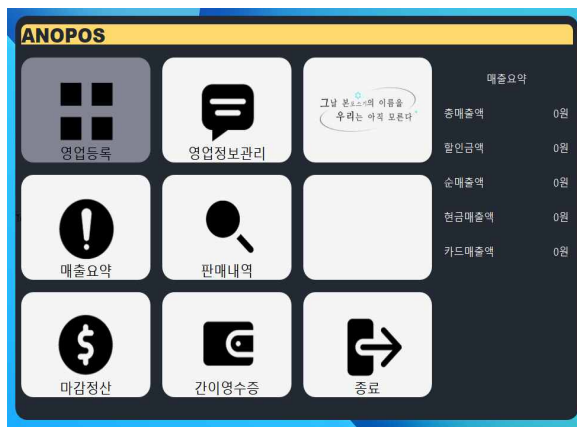 ANOPOS
영업등록
영업정보관리
그날 본포스기의 이름을
우리는 아직 모른다
매출요약
판매내역
마감정산
간이영수증
종료
매출요약
총매출액 0원
할인금액 0원
순매출액 0원
현금매출액 0원
카드매출액 0원